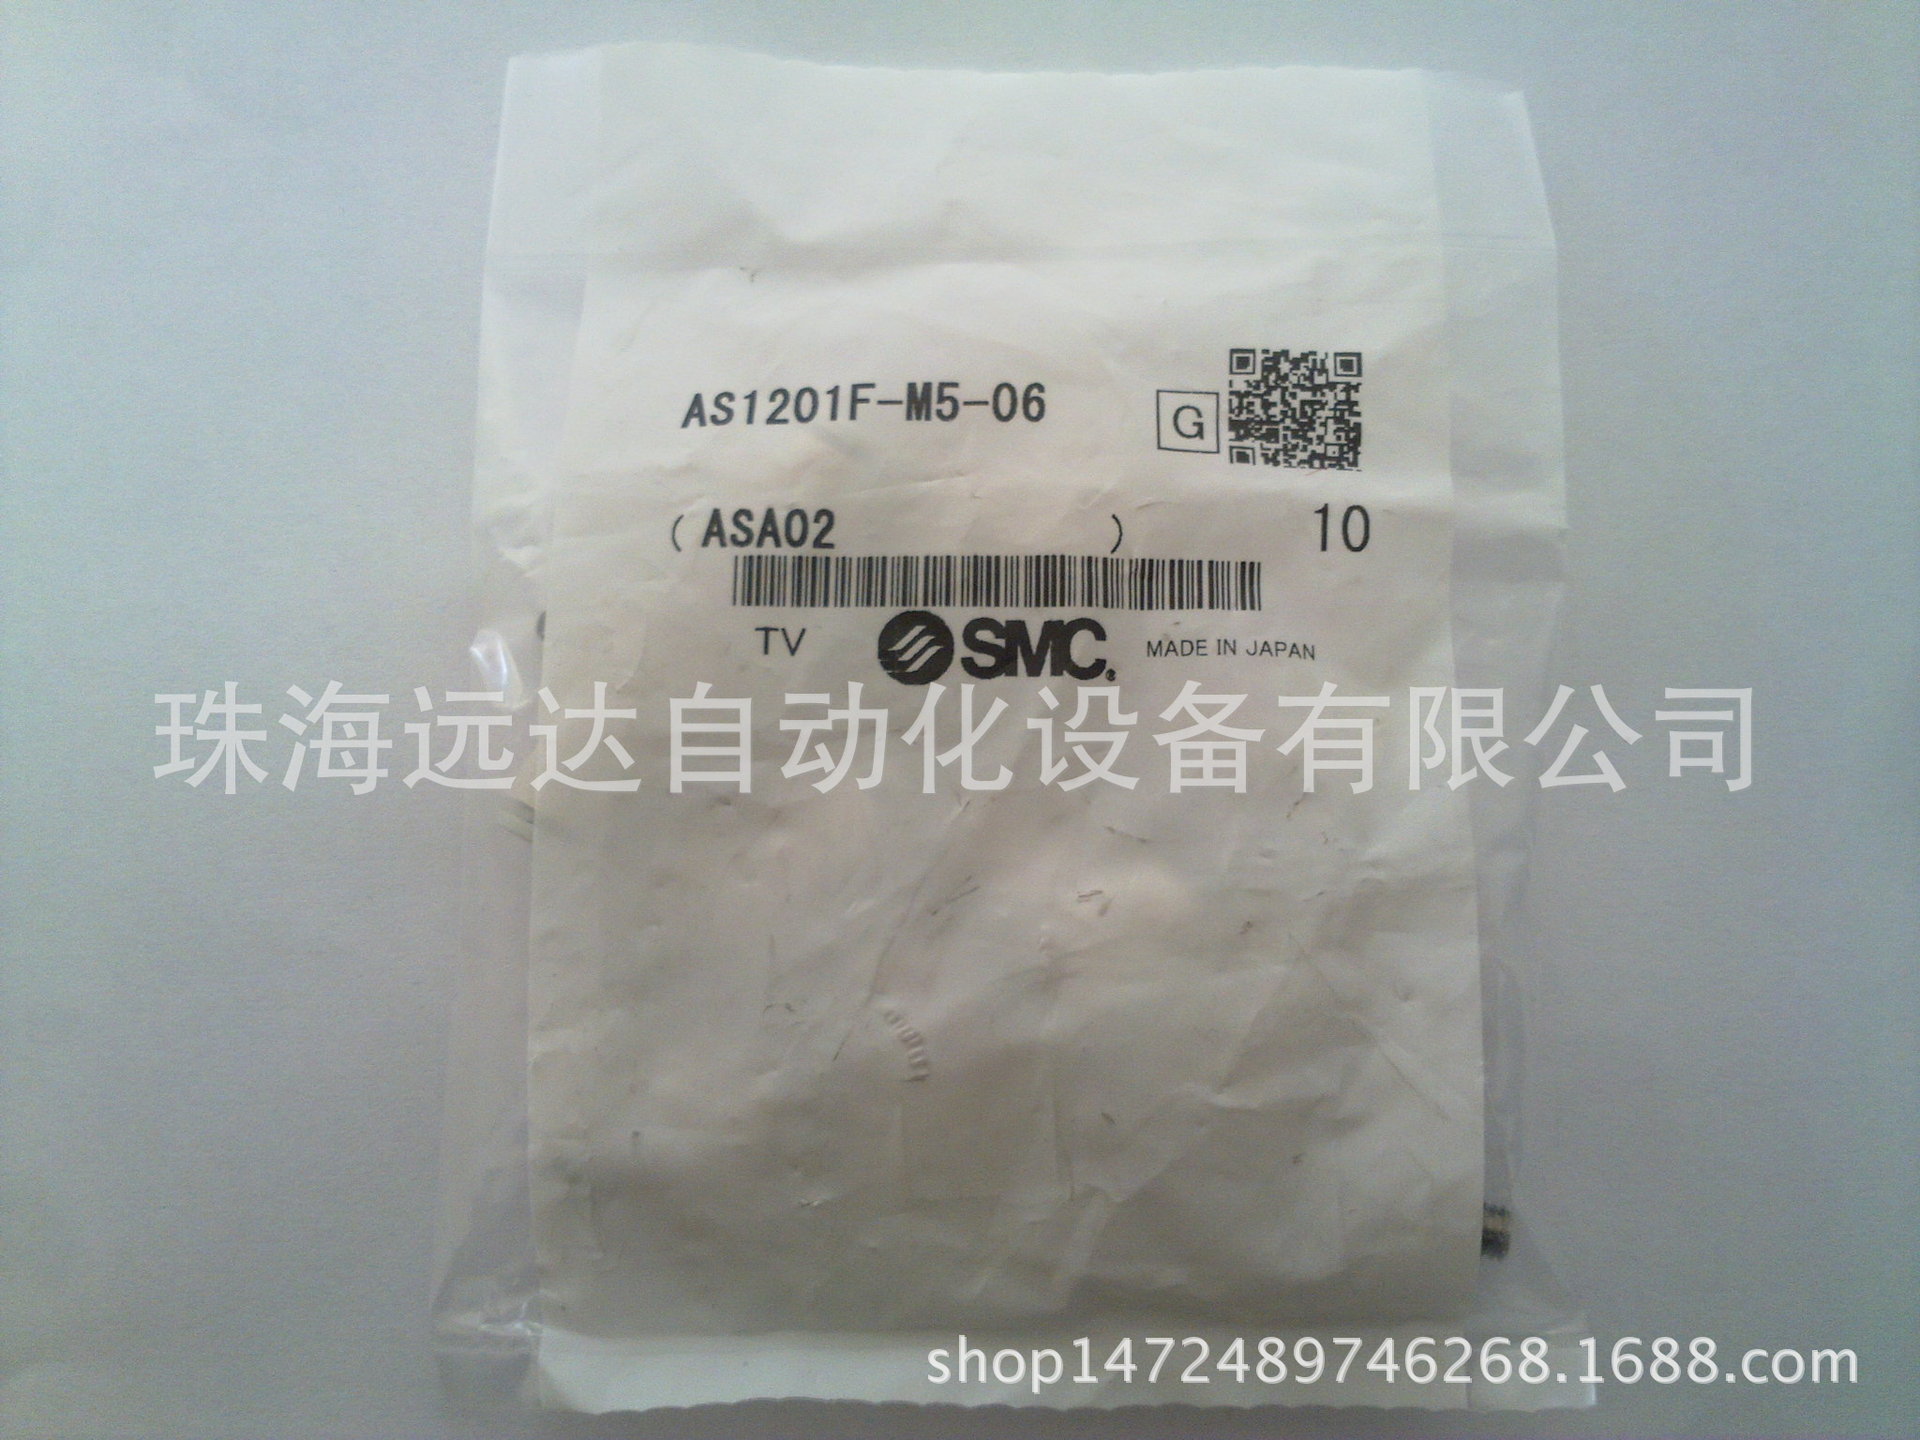 AS1201F-M5-06
G
( ASA02 )
10
TV
SMC®
MADE IN JAPAN
珠海远达自动化设备有限公司
shop1472489746268.1688.com